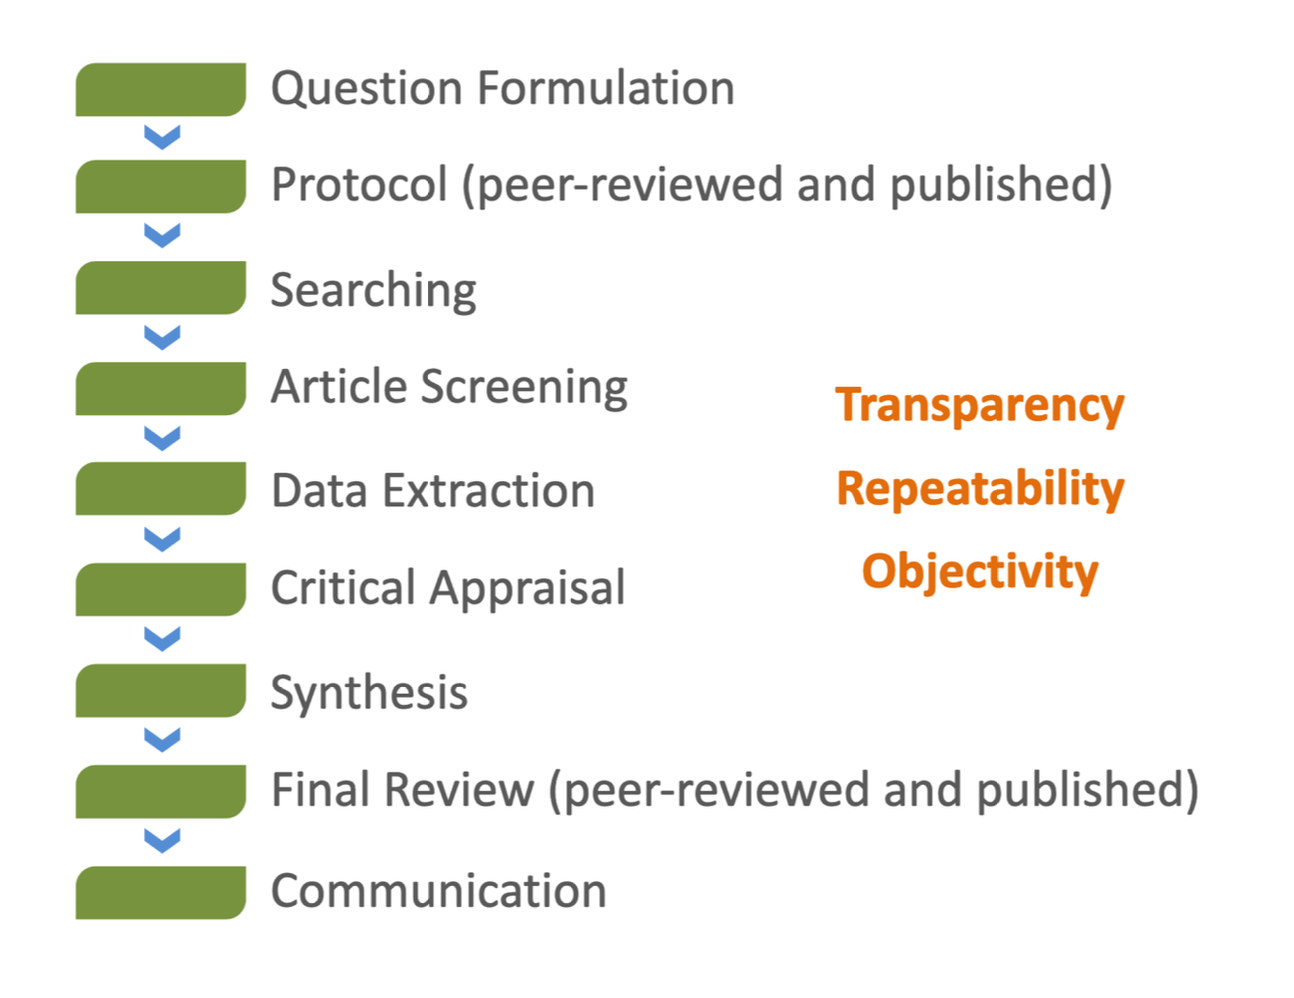 Question Formulation
Protocol (peer-reviewed and published)
Searching
Article Screening
Data Extraction
Critical Appraisal
Synthesis
Final Review (peer-reviewed and published)
Communication
Transparency
Repeatability
Objectivity